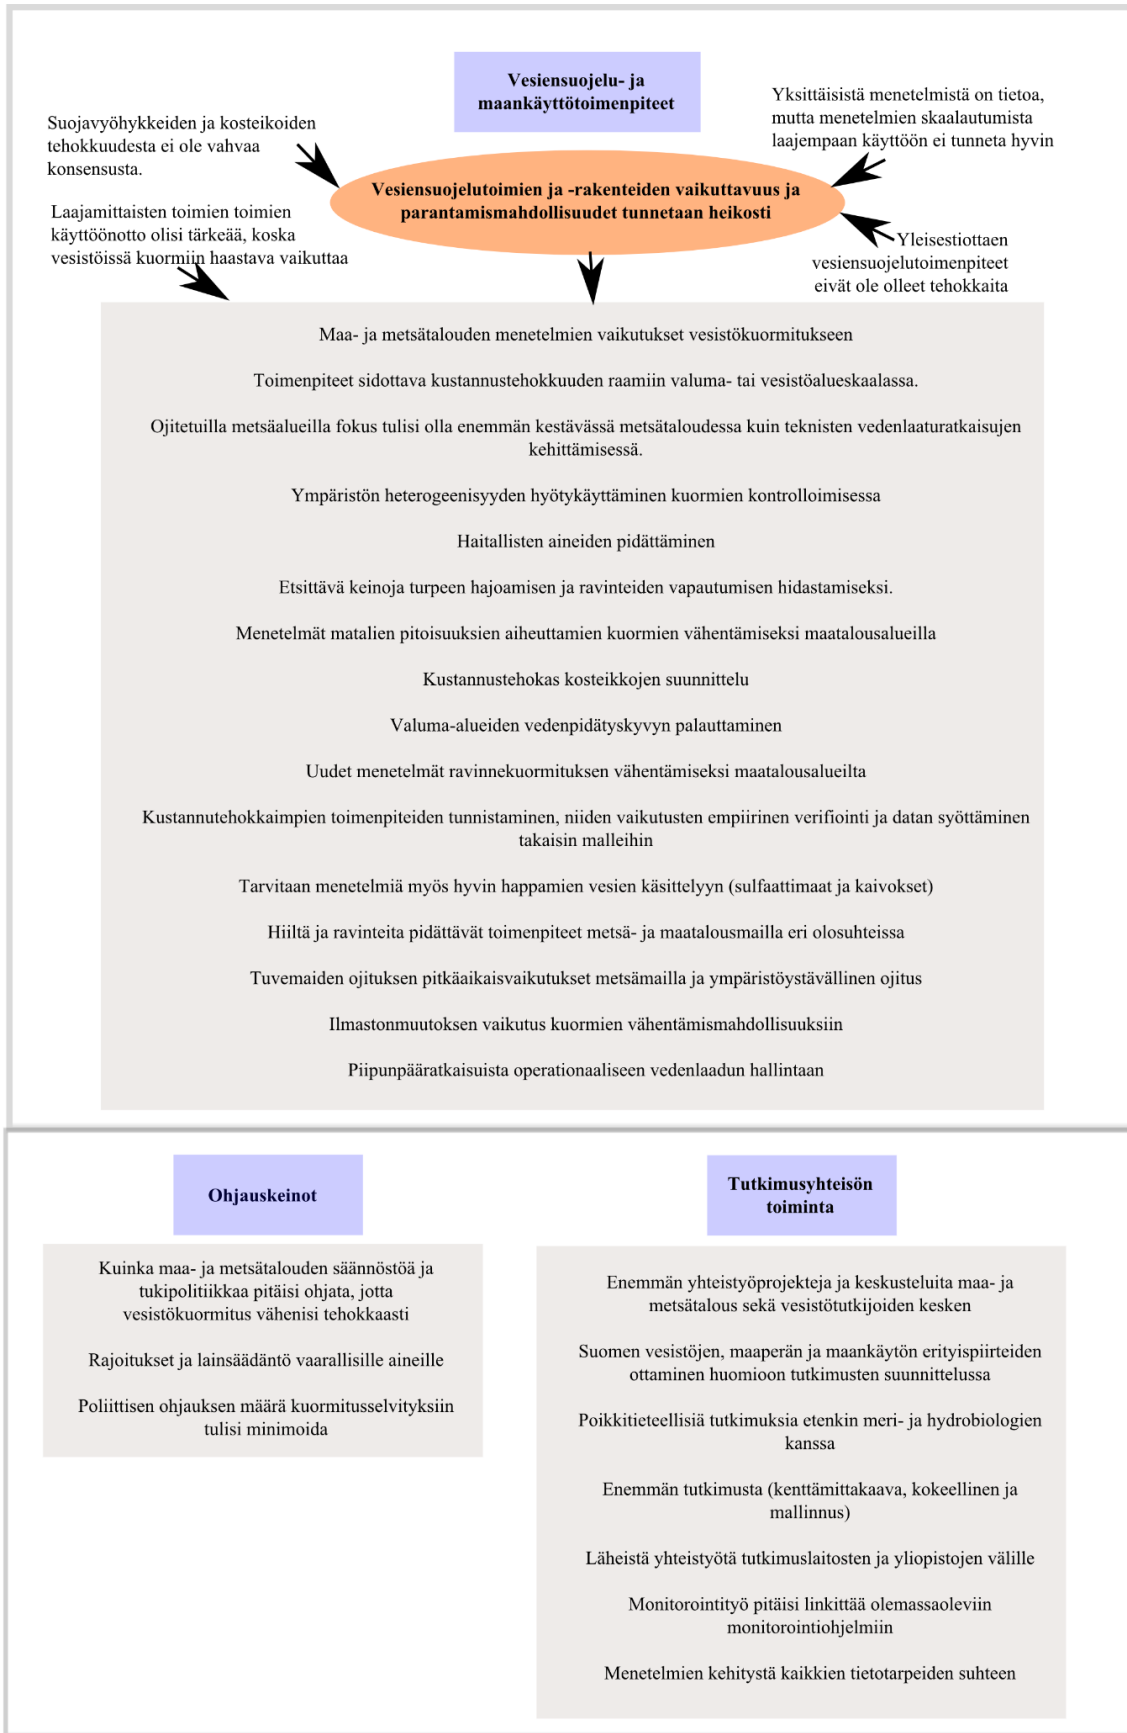 Vesiensuojelu- ja
maankäyttötoimenpiteet
Suojavyöhykkeiden ja kosteikoiden
tehokkuudesta ei ole vahvaa
konsensusta.
Yksittäisistä menetelmistä on tietoa,
mutta menetelmien skaalautumista
laajempaan käyttöön ei tunneta hyvin
Vesiensuojelutoimien ja -rakenteiden vaikuttavuus ja
parantamismahdollisuudet tunnetaan heikosti
Laajamittaisten toimien toimien
käyttöönotto olisi tärkeää, koska
vesistöissä kuormiin haastava vaikuttaa
Yleisestiottaen
vesiensuojelutoimenpiteet
eivät ole olleet tehokkaita
Maa- ja metsätalouden menetelmien vaikutukset vesistökuormitukseen
Toimenpiteet sidottava kustannustehokkuuden raamiin valuma- tai vesistöalueskaalassa.
Ojitetuilla metsäalueilla fokus tulisi olla enemmän kestävässä metsätaloudessa kuin teknisten vedenlaaturatkaisujen
kehittämisessä.
Ympäristön heterogeenisyyden hyötykäyttäminen kuormien kontrolloimisessa
Haitallisten aineiden pidättäminen
Etsittävä keinoja turpeen hajoamisen ja ravinteiden vapautumisen hidastamiseksi.
Menetelmät matalien pitoisuuksien aiheuttamien kuormien vähentämiseksi maatalousalueilla
Kustannustehokas kosteikkojen suunnittelu
Valuma-alueiden vedenpidätyskyvyn palauttaminen
Uudet menetelmät ravinnekuormituksen vähentämiseksi maatalousalueilta
Kustannutehokkaimpien toimenpiteiden tunnistaminen, niiden vaikutusten empiirinen verifiointi ja datan syöttäminen
takaisin malleihin
Tarvitaan menetelmiä myös hyvin happamien vesien käsittelyyn (sulfaattimaat ja kaivokset)
Hiiltä ja ravinteita pidättävät toimenpiteet metsä- ja maatalousmailla eri olosuhteissa
Tuvemaiden ojituksen pitkäaikaisvaikutukset metsämailla ja ympäristöystävällinen ojitus
Ilmastonmuutoksen vaikutus kuormien vähentämismahdollisuuksiin
Piipunpääratkaisuista operationaaliseen vedenlaadun hallintaan
Ohjauskeinot
Kuinka maa- ja metsätalouden säännöstöä ja
tukipolitiikkaa pitäisi ohjata, jotta
vesistökuormitus vähenisi tehokkaasti
Rajoitukset ja lainsäädäntö vaarallisille aineille
Poliittisen ohjauksen määrä kuormitusselvityksiin
tulisi minimoida
Tutkimusyhteisön
toiminta
Enemmän yhteistyöprojekteja ja keskusteluita maa- ja
metsätalous sekä vesistötutkijoiden kesken
Suomen vesistöjen, maaperän ja maankäytön erityispiirteiden
ottaminen huomioon tutkimusten suunnittelussa
Poikkitieteellisiä tutkimuksia etenkin meri- ja hydrobiologien
kanssa
Enemmän tutkimusta (kenttämittakaava, kokeellinen ja
mallinnus)
Läheistä yhteistyötä tutkimuslaitosten ja yliopistojen välille
Monitorointityö pitäisi linkittää olemassaoleviin
monitorointiohjelmiin
Menetelmien kehitystä kaikkien tietotarpeiden suhteen